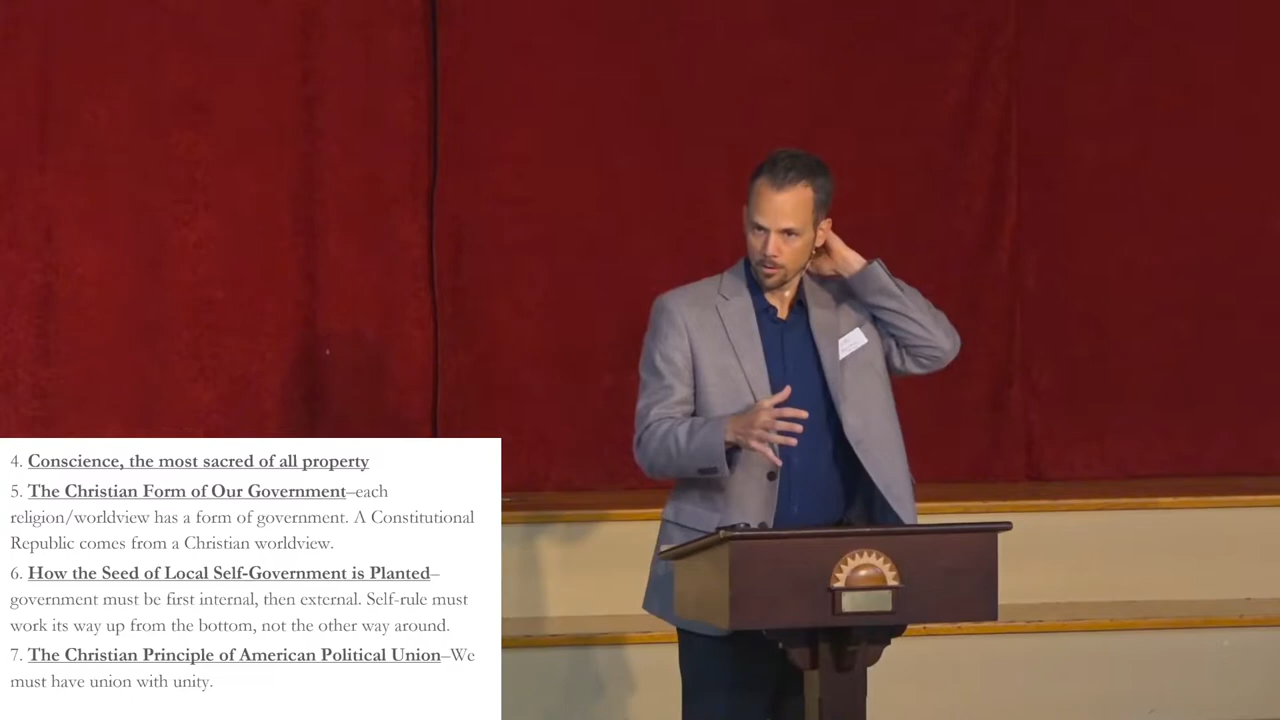 4. Conscience, the most sacred of all property
5. The Christian Form of Our Government–each
religion/worldview has a form of government. A Constitutional
Republic comes from a Christian worldview.
6. How the Seed of Local Self-Government is Planted–
government must be first internal, then external. Self-rule must
work its way up from the bottom, not the other way around.
7. The Christian Principle of American Political Union–We
must have union with unity.